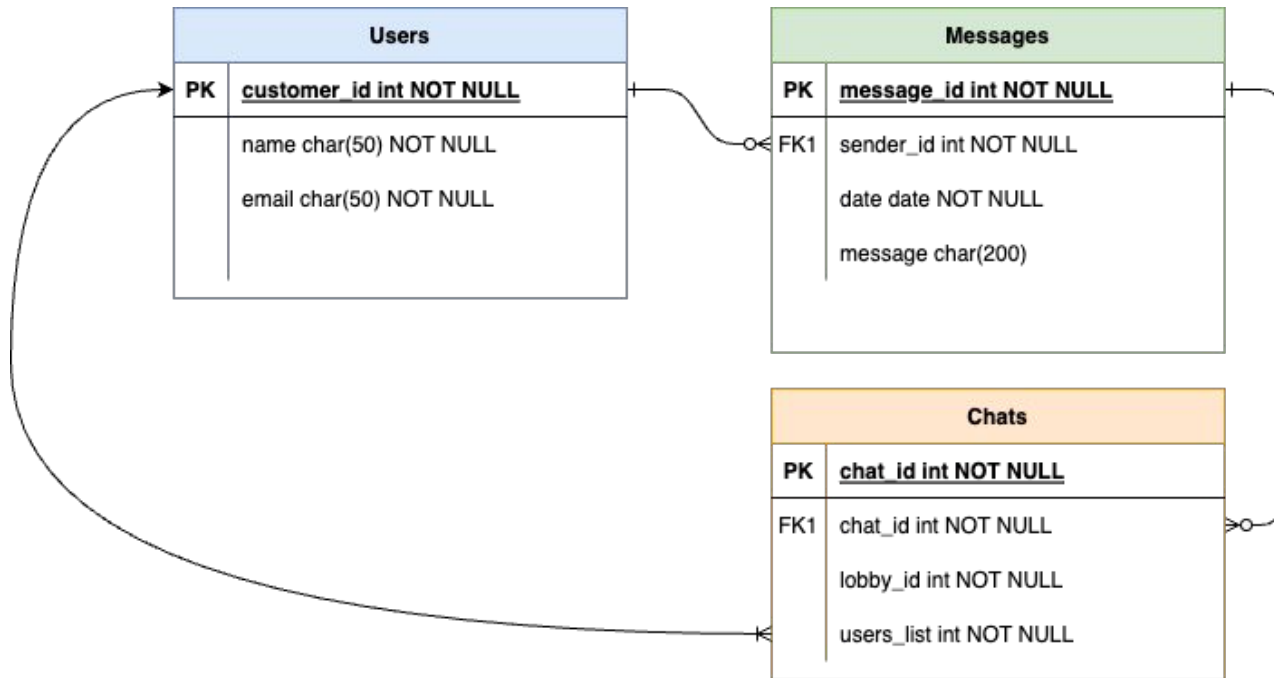 Users
PK customer_id int NOT NULL
name char(50) NOT NULL
email char(50) NOT NULL
Messages
PK message_id int NOT NULL
FK1 sender_id int NOT NULL
date date NOT NULL
message char(200)
Chats
PK chat_id int NOT NULL
FK1 chat_id int NOT NULL
lobby_id int NOT NULL
users_list int NOT NULL